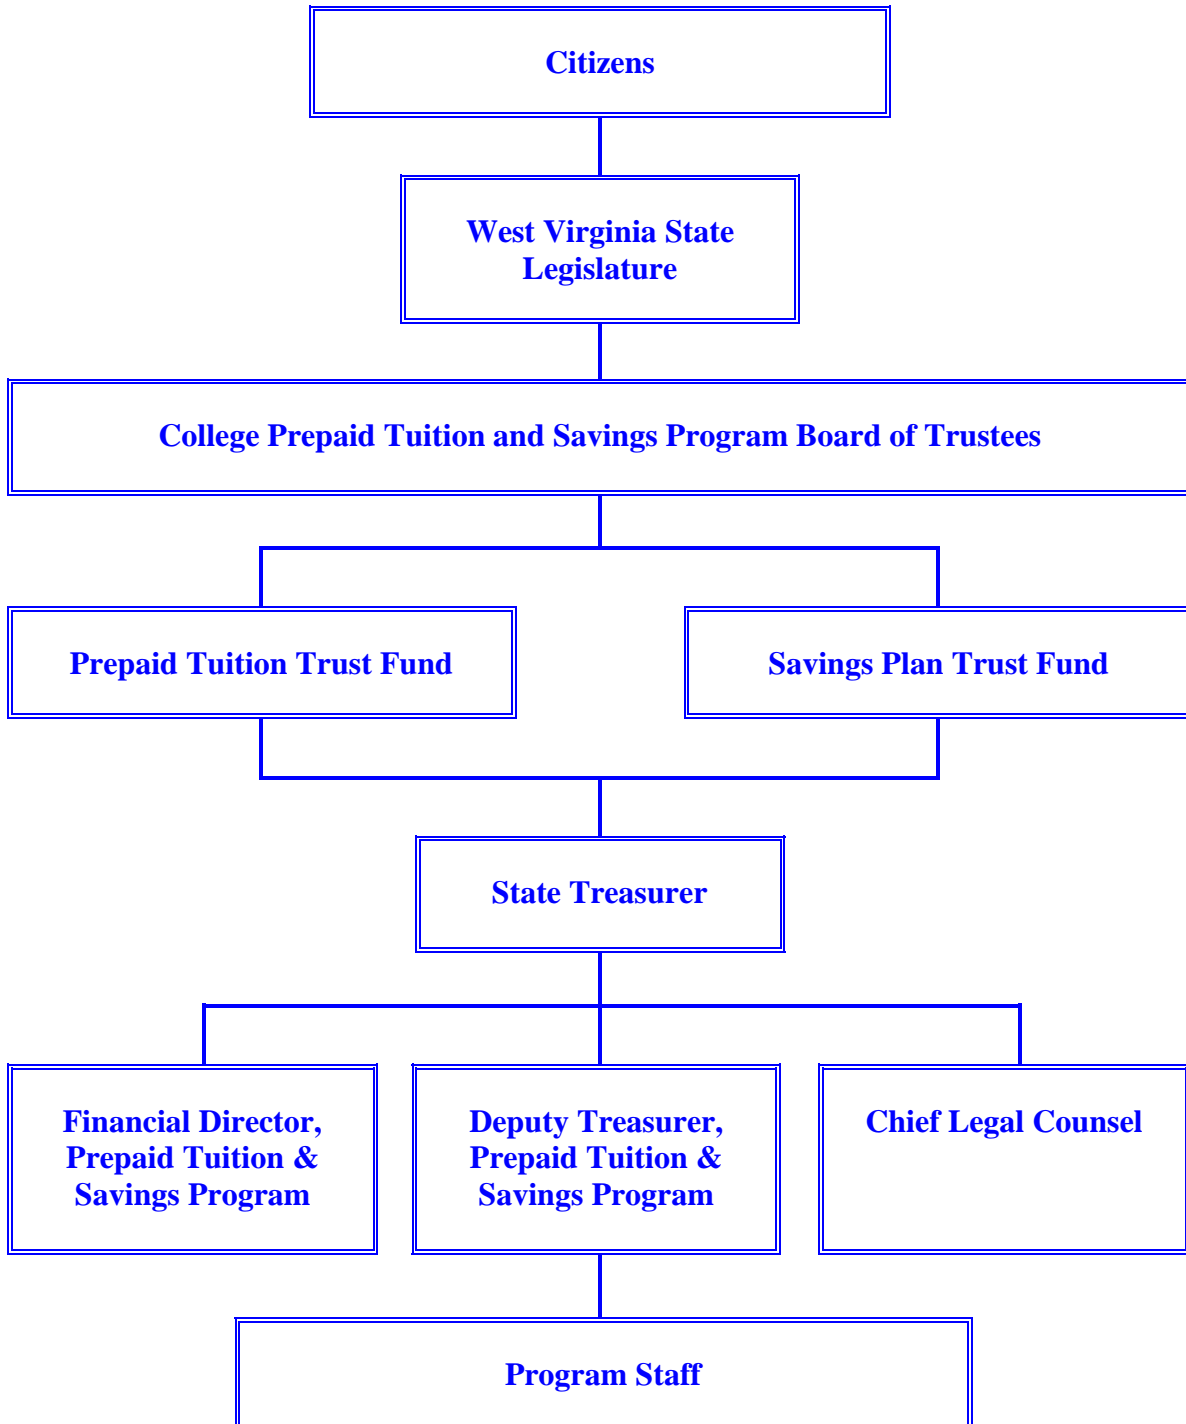 Citizens
West Virginia State
Legislature
College Prepaid Tuition and Savings Program Board of Trustees
Prepaid Tuition Trust Fund
Savings Plan Trust Fund
State Treasurer
Financial Director,
Prepaid Tuition &
Savings Program
Deputy Treasurer,
Prepaid Tuition &
Savings Program
Chief Legal Counsel
Program Staff